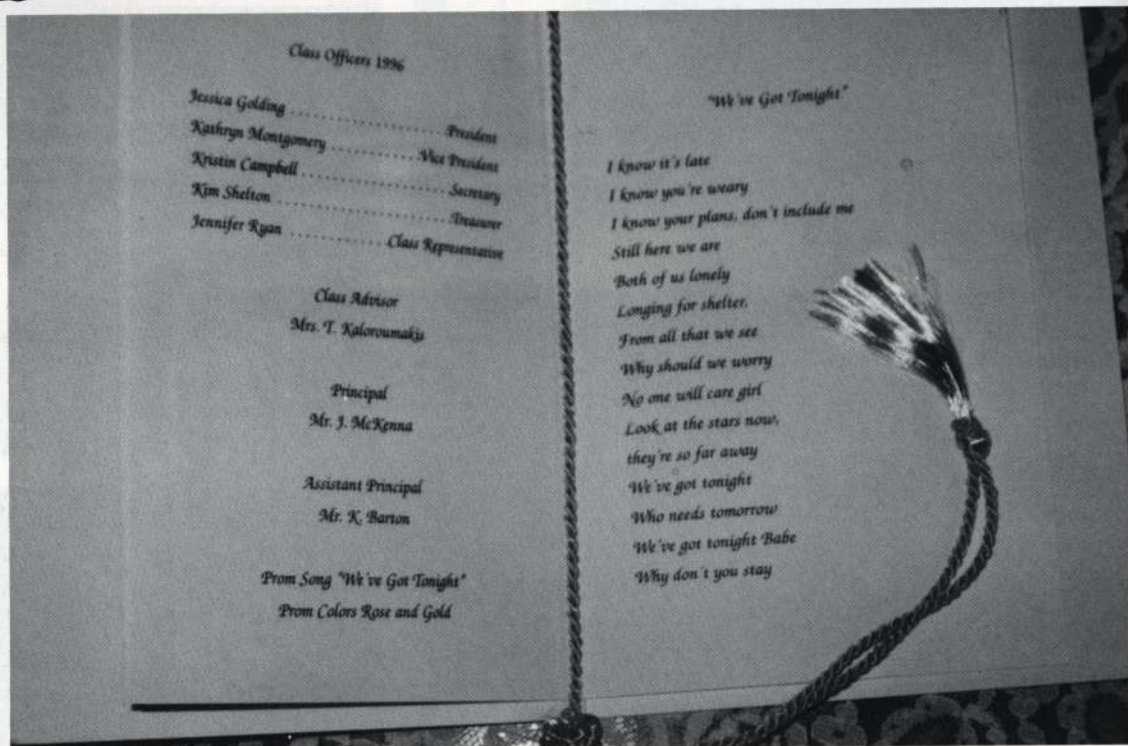 Class Officers 1996
Jessica Golding ............ President
Kathryn Montgomery ............ Vice President
Kristin Campbell ............ Secretary
Kim Shelton ............ Treasurer
Jennifer Ryan ............ Class Representative
Class Advisor
Mrs. T. Kaloroumakis
Principal
Mr. J. McKenna
Assistant Principal
Mr. K. Barton
Prom Song "We've Got Tonight"
Prom Colors Rose and Gold
"We've Got Tonight"
I know it's late
I know you're weary
I know your plans, don't include me
Still here we are
Both of us lonely
Longing for shelter,
From all that we see
Why should we worry
No one will care girl
Look at the stars now,
they're so far away
We've got tonight
Who needs tomorrow
We've got tonight Babe
Why don't you stay